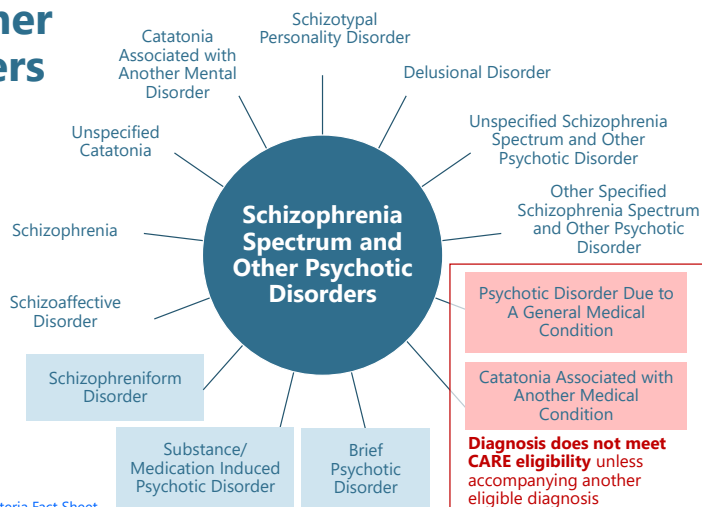 Schizotypal
Personality Disorder
Catatonia
Associated with
Another Mental
Disorder
Delusional Disorder
Unspecified
Catatonia
Unspecified Schizophrenia
Spectrum and Other
Psychotic Disorder
Other Specified
Schizophrenia Spectrum
and Other Psychotic
Disorder
Schizophrenia
Schizophrenia
Spectrum and
Other Psychotic
Disorders
Schizoaffective
Disorder
Psychotic Disorder Due to
A General Medical
Condition
Schizophreniform
Disorder
Catatonia Associated with
Another Medical
Condition
Substance/
Medication Induced
Psychotic Disorder
Brief
Psychotic
Disorder
Diagnosis does not meet
CARE eligibility unless
accompanying another
eligible diagnosis
Fact Sheet